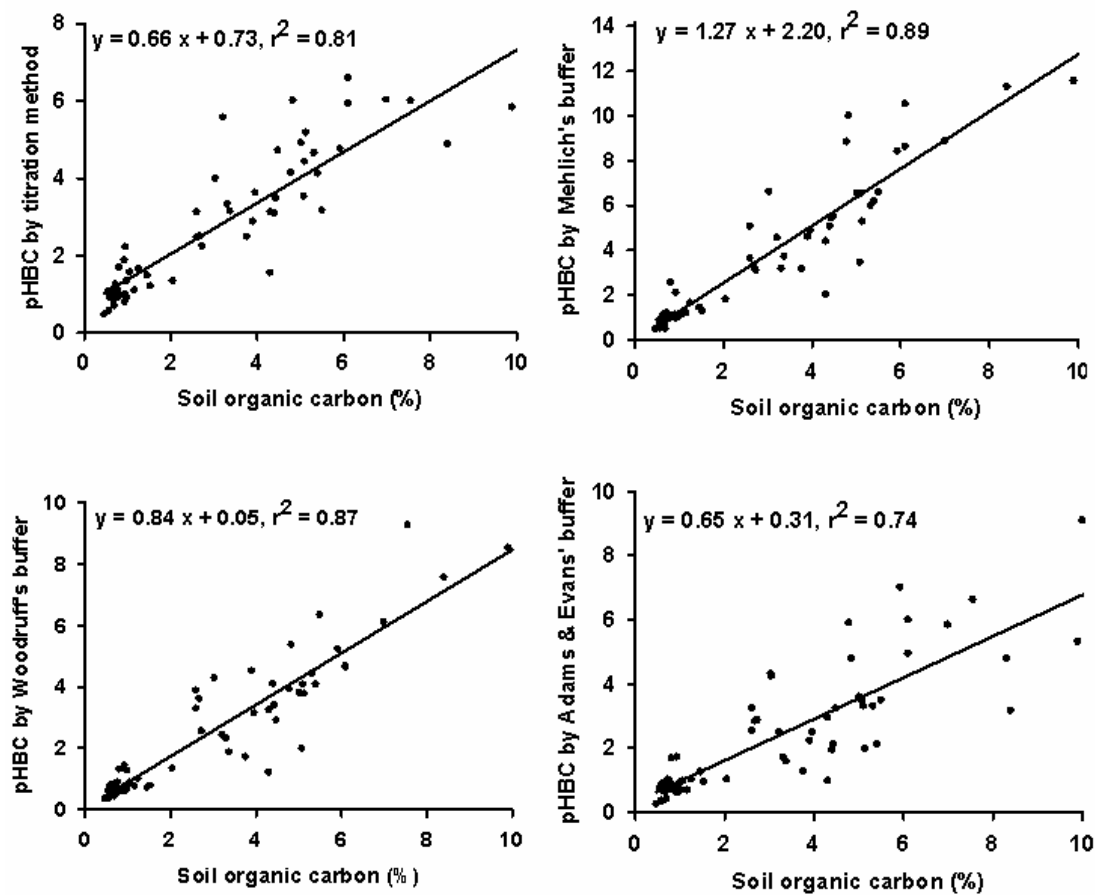 y = 0.66 x + 0.73, r² = 0.81
pHBC by titration method
8
6
4
2
0
0 2 4 6 8 10
Soil organic carbon (%)
y = 1.27 x + 2.20, r² = 0.89
pHBC by Mehlich's buffer
14
12
10
8
6
4
2
0
0 2 4 6 8 10
Soil organic carbon (%)
y = 0.84 x + 0.05, r² = 0.87
pHBC by Woodruff's buffer
10
8
6
4
2
0
0 2 4 6 8 10
Soil organic carbon (%)
y = 0.65 x + 0.31, r² = 0.74
pHBC by Adams & Evans' buffer
10
8
6
4
2
0
0 2 4 6 8 10
Soil organic carbon (%)